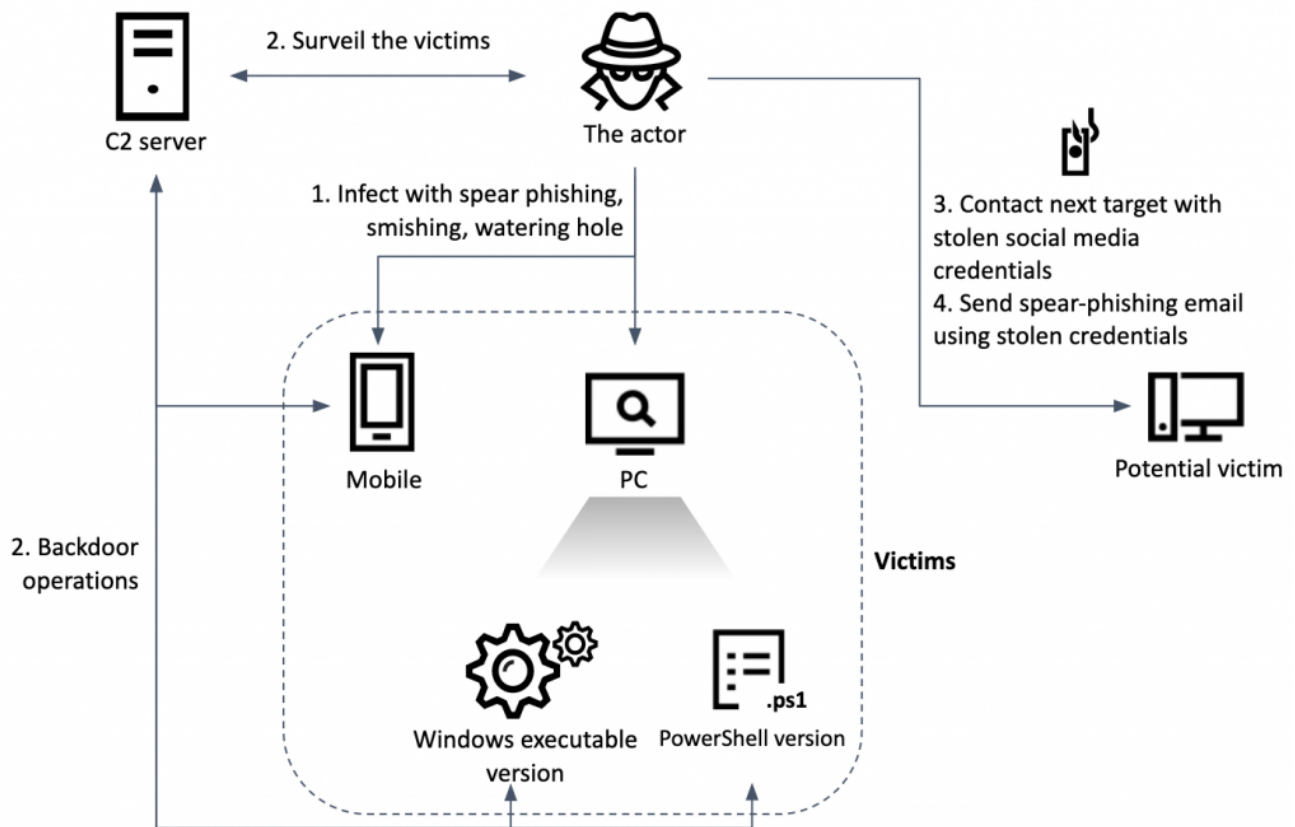 2. Surveil the victims
C2 server
The actor
1. Infect with spear phishing,
smishing, watering hole
3. Contact next target with
stolen social media
credentials
4. Send spear-phishing email
using stolen credentials
Mobile
PC
Potential victim
2. Backdoor
operations
Victims
.ps1
Windows executable
version
PowerShell version